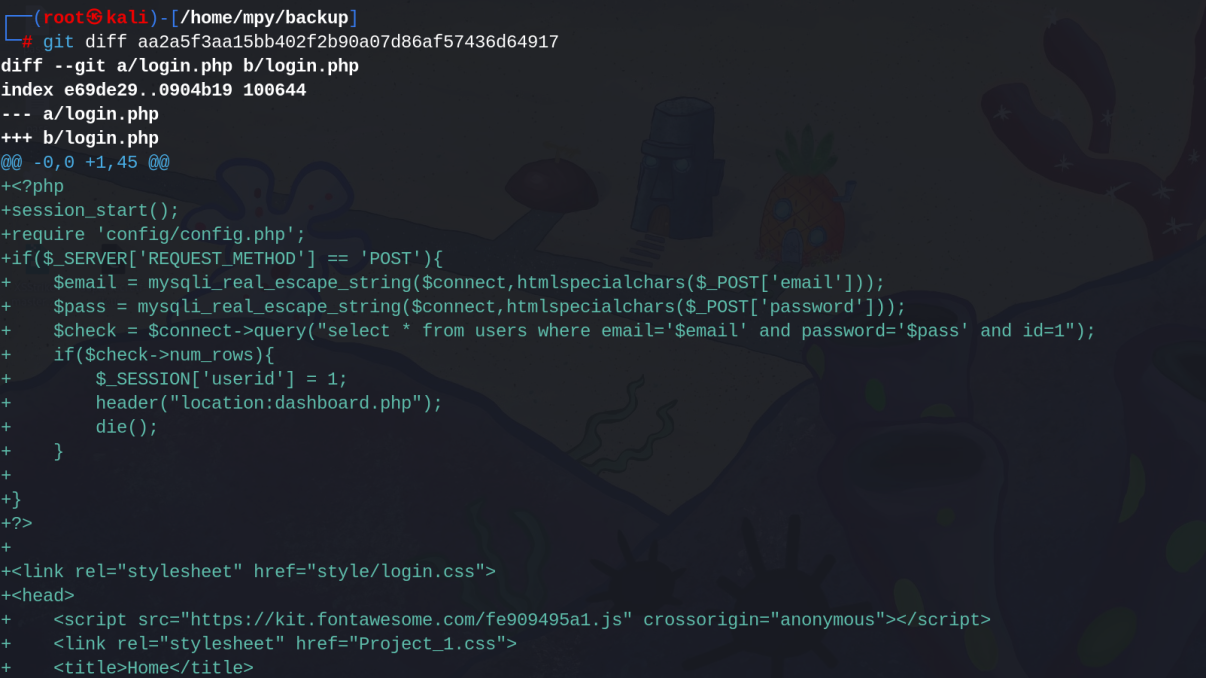 ┌──(root㉿kali)-[/home/mpy/backup]
└─# git diff aa2a5f3aa15bb402f2b90a07d86af57436d64917
diff --git a/login.php b/login.php
index e69de29..0904b19 100644
--- a/login.php
+++ b/login.php
@@ -0,0 +1,45 @@
+<?php
+session_start();
+require 'config/config.php';
+if($_SERVER['REQUEST_METHOD'] == 'POST'){
+    $email = mysqli_real_escape_string($connect,htmlspecialchars($_POST['email']));
+    $pass = mysqli_real_escape_string($connect,htmlspecialchars($_POST['password']));
+    $check = $connect->query("select * from users where email='$email' and password='$pass' and id=1");
+    if($check->num_rows){
+        $_SESSION['userid'] = 1;
+        header("location:dashboard.php");
+        die();
+    }
+
+}
+?>
+
+<link rel="stylesheet" href="style/login.css">
+<head>
+    <script src="https://kit.fontawesome.com/fe909495a1.js" crossorigin="anonymous"></script>
+    <link rel="stylesheet" href="Project_1.css">
+    <title>Home</title>